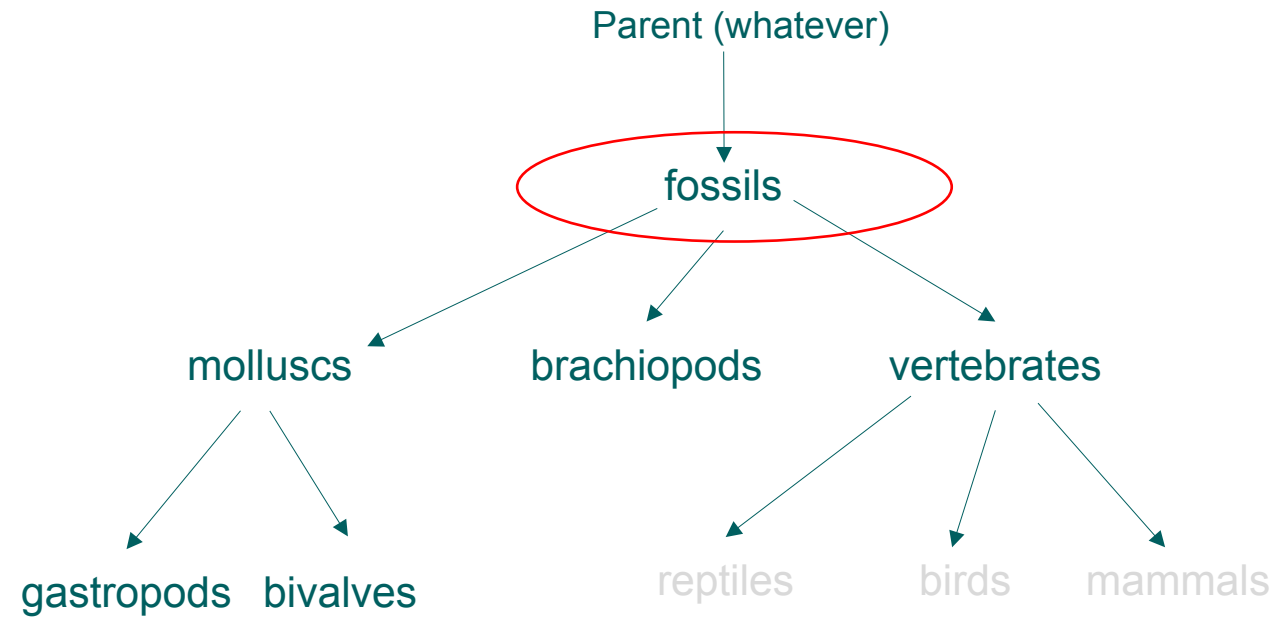 Parent (whatever)
fossils
molluscs brachiopods vertebrates
gastropods bivalves reptiles birds mammals